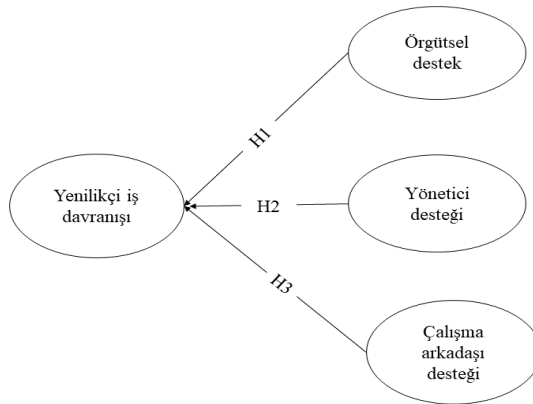 Örgütsel
destek
H1
Yenilikçi iş
davranışı
H2
Yönetici
desteği
H3
Çalışma
arkadaşı
desteği